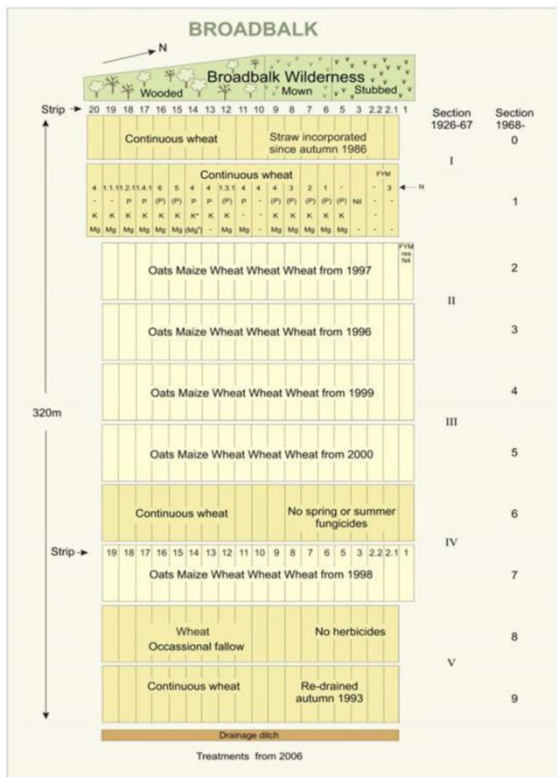 BROADBALK
N
Broadbalk Wilderness
Wooded Mown Stubbed
Strip 20 19 18 17 16 15 14 13 12 11 10 9 8 7 6 5 3 2.2 2.1 1
Section 1926-67
Section 1968-
Continuous wheat
Straw incorporated
since autumn 1986
0
I
Continuous wheat
FYM
4 1.1.1 1.2.1 1.4.1 6 5 4 4 1.3.1 4 4 4 3 2 1 - - 3 N
- - P P (P) (P) P P P P - (P) (P) (P) (P) (P) Nil
K K K K K K K* K K K - K K K K K
Mg Mg Mg Mg Mg Mg (Mg*) - Mg Mg - Mg Mg Mg Mg Mg
1
FYM
res
Nil
Oats Maize Wheat Wheat Wheat from 1997
2
II
Oats Maize Wheat Wheat Wheat from 1996
3
Oats Maize Wheat Wheat Wheat from 1999
4
320m
III
Oats Maize Wheat Wheat Wheat from 2000
5
Continuous wheat
No spring or summer
fungicides
6
IV
Strip 19 18 17 16 15 14 13 12 11 10 9 8 7 6 5 3 2.2 2.1 1
Oats Maize Wheat Wheat Wheat from 1998
7
Wheat
Occassional fallow
No herbicides
8
V
Continuous wheat
Re-drained
autumn 1993
9
Drainage ditch
Treatments from 2006